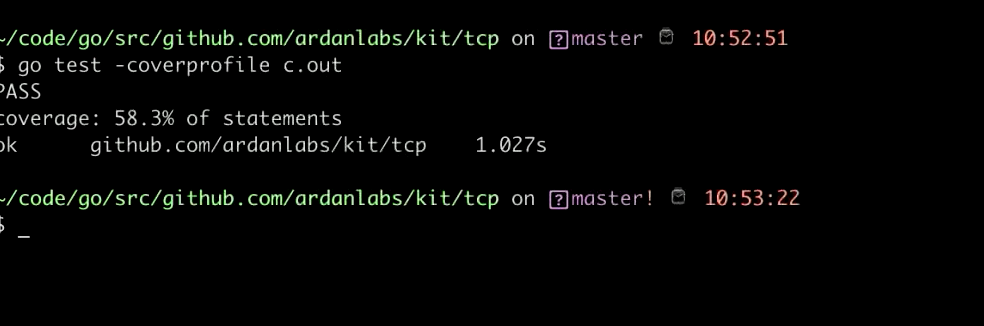 ~/code/go/src/github.com/ardanlabs/kit/tcp on [?]master 10:52:51
$ go test -coverprofile c.out
PASS
coverage: 58.3% of statements
ok github.com/ardanlabs/kit/tcp 1.027s
~/code/go/src/github.com/ardanlabs/kit/tcp on [?]master! 10:53:22
$ _